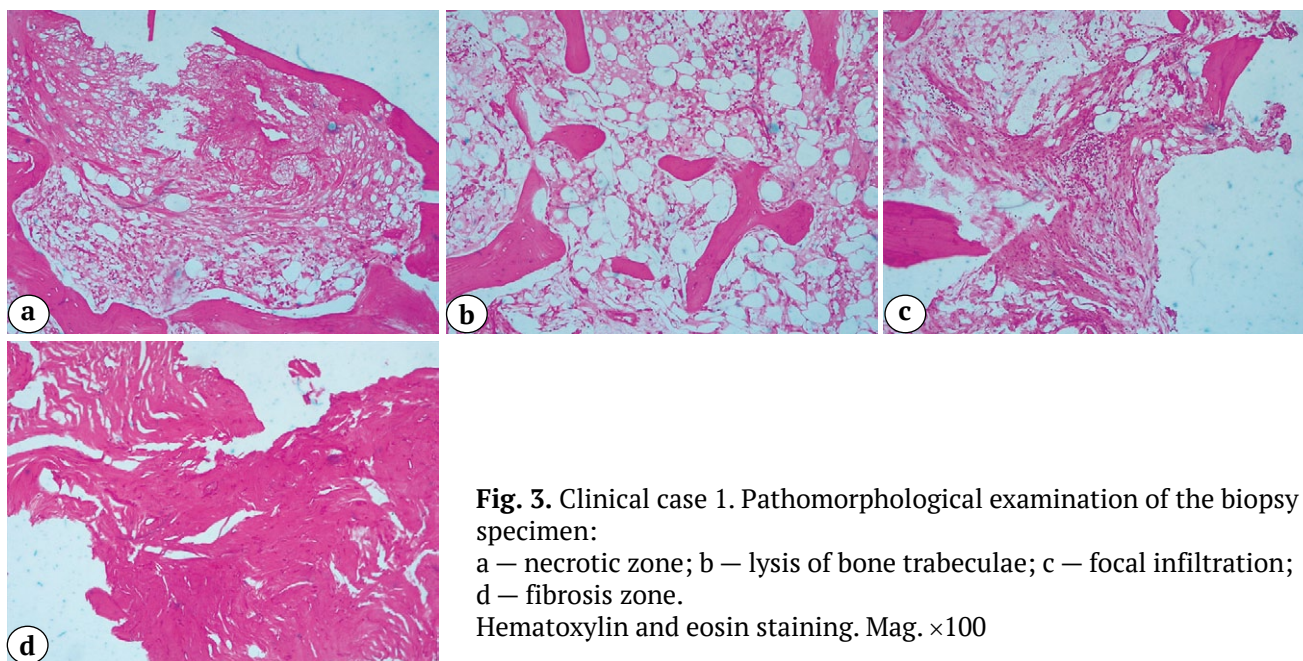 a
b
c
d
Fig. 3. Clinical case 1. Pathomorphological examination of the biopsy
specimen:
a — necrotic zone; b — lysis of bone trabeculae; c — focal infiltration;
d — fibrosis zone.
Hematoxylin and eosin staining. Mag. ×100